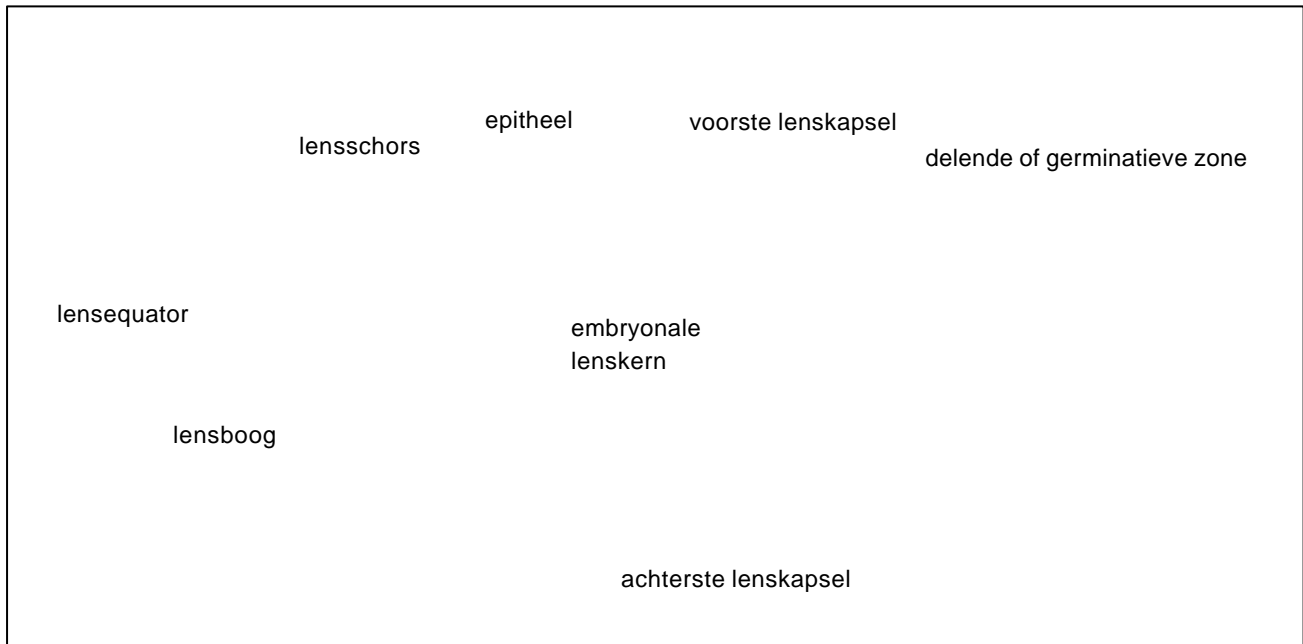 epitheel
voorste lenskapsel
lensschors
delende of germinatieve zone
lensequator
embryonale
lenskern
lensboog
achterste lenskapsel